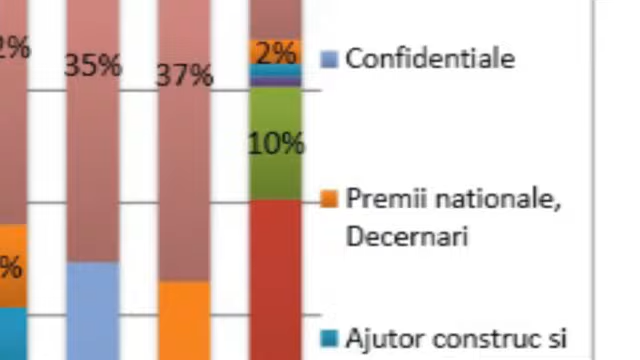 2%
35%
37%
2%
Confidentiale
10%
Premii nationale,
Decernari
%
Ajutor construc si